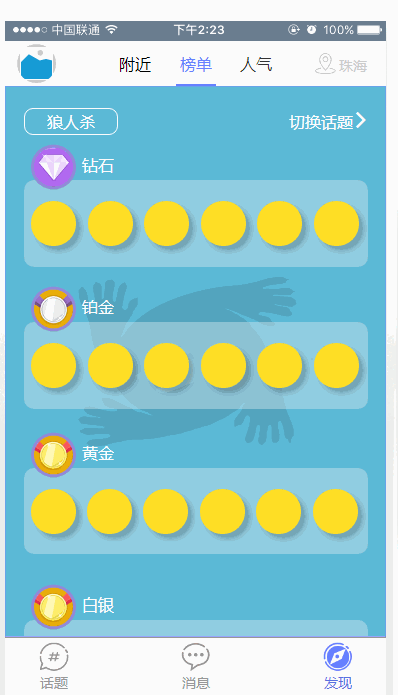 中国联通 下午2:23 100%
附近 榜单 人气 珠海
狼人杀 切换话题
钻石
铂金
黄金
白银
#
话题 消息 发现